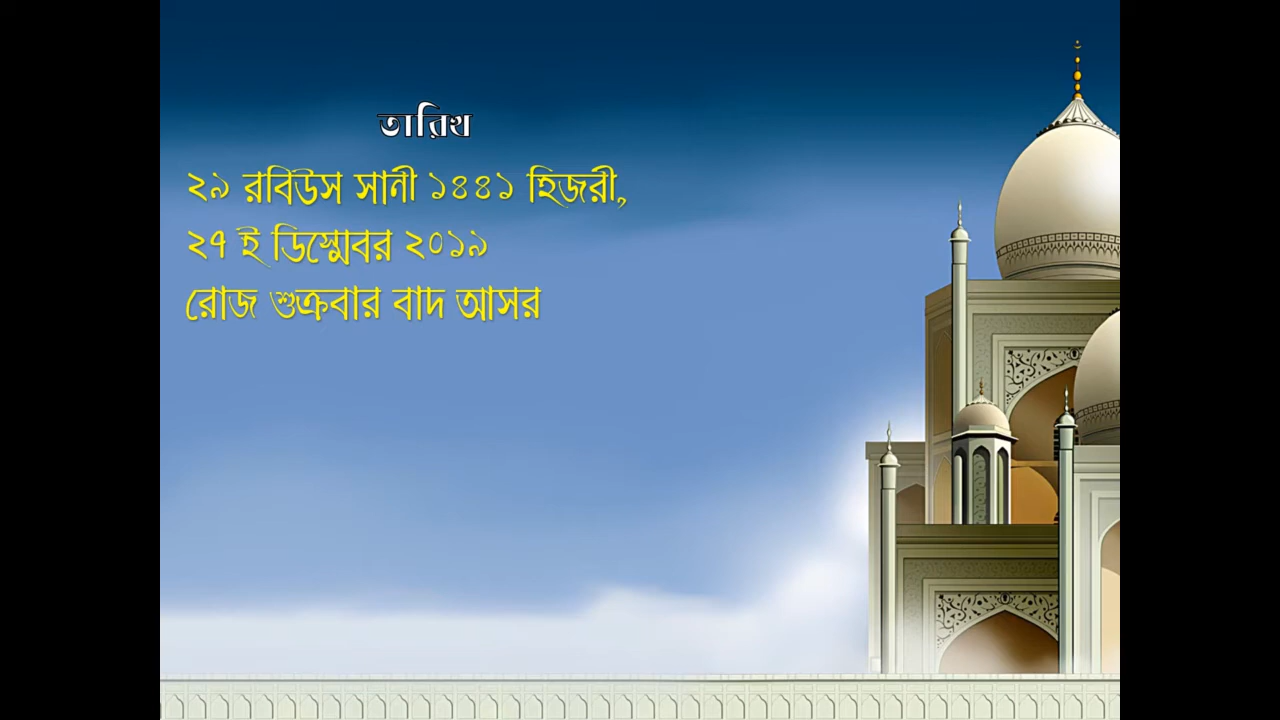 তারিখ
২৯ রবিউস সানী ১৪৪১ হিজরী,
২৭ ই ডিস্মেবর ২০১৯
রোজ শুক্রবার বাদ আসর